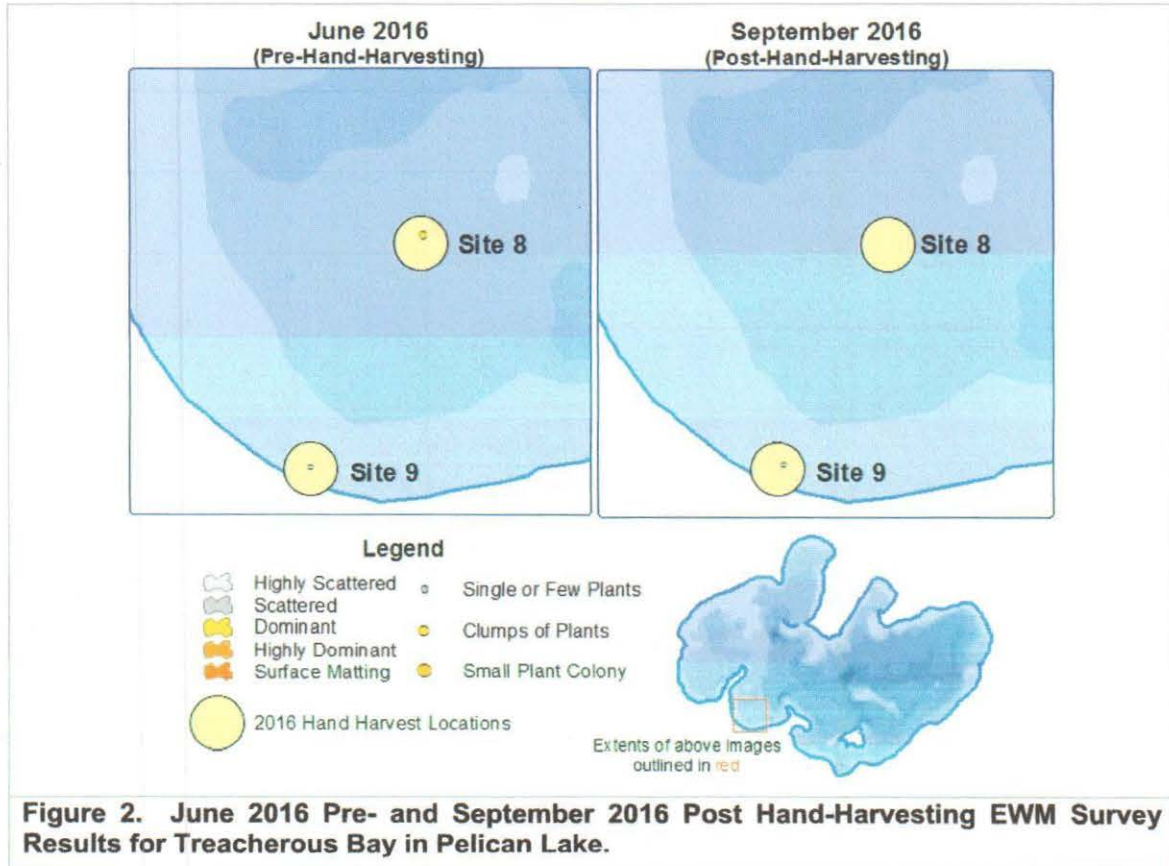 June 2016
(Pre-Hand-Harvesting)
September 2016
(Post-Hand-Harvesting)
Site 8
Site 9
Site 8
Site 9
Legend
Highly Scattered
Scattered
Dominant
Highly Dominant
Surface Matting
Single or Few Plants
Clumps of Plants
Small Plant Colony
2016 Hand Harvest Locations
Extents of above images
outlined in red
Figure 2. June 2016 Pre- and September 2016 Post Hand-Harvesting EWM Survey
Results for Treacherous Bay in Pelican Lake.